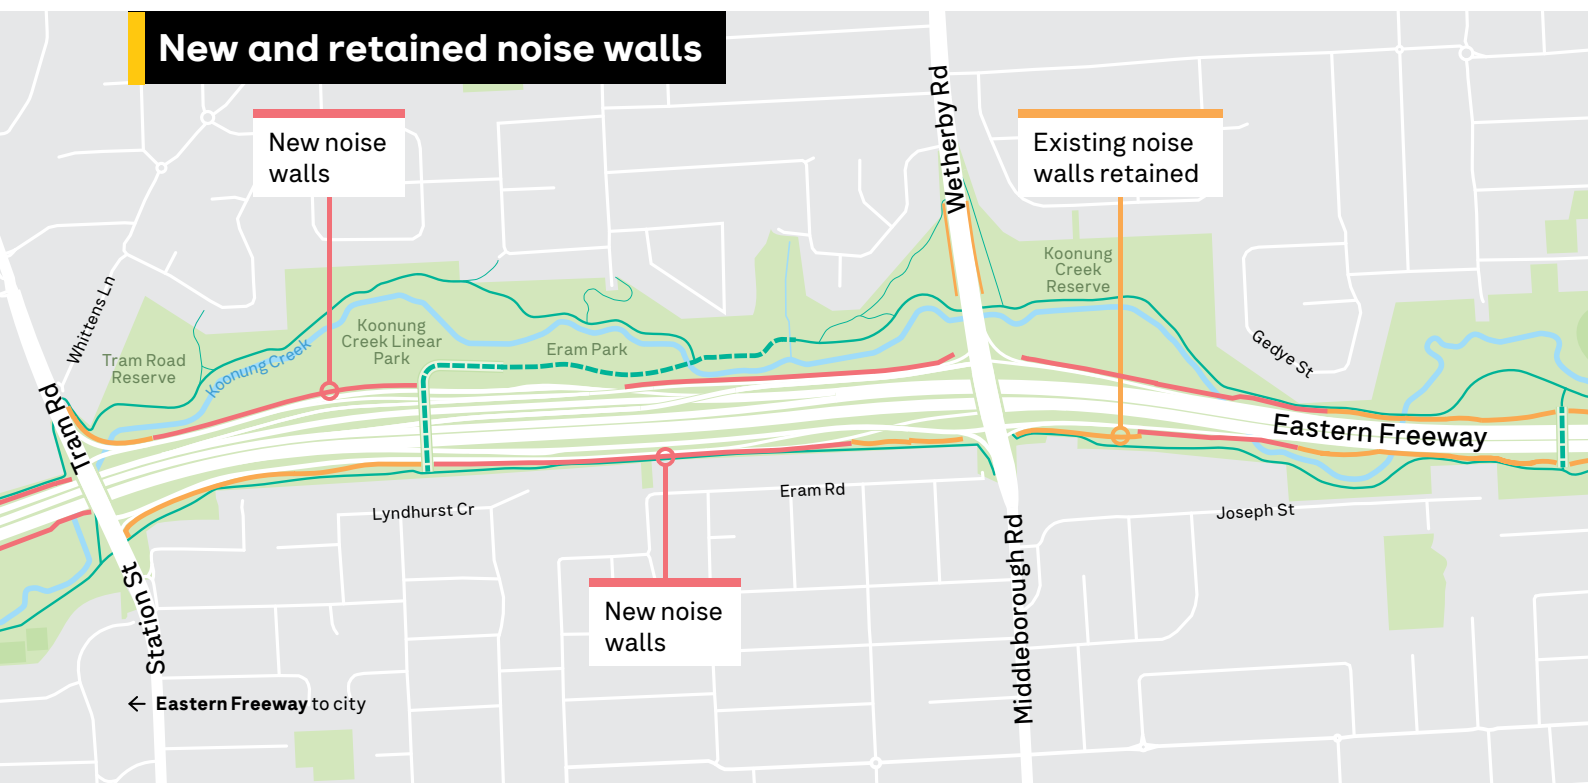 New and retained noise walls
New noise
walls
Wetherby Rd
Existing noise
walls retained
Whittens Ln
Koonung
Creek
Reserve
Koonung
Creek Linear
Park
Eram Park
Tram Road
Reserve
Koonung Creek
Gedye St
Tram Rd
Eastern Freeway
Eram Rd
Lyndhurst Cr
Joseph St
Station St
New noise
walls
Middleborough Rd
← Eastern Freeway to city